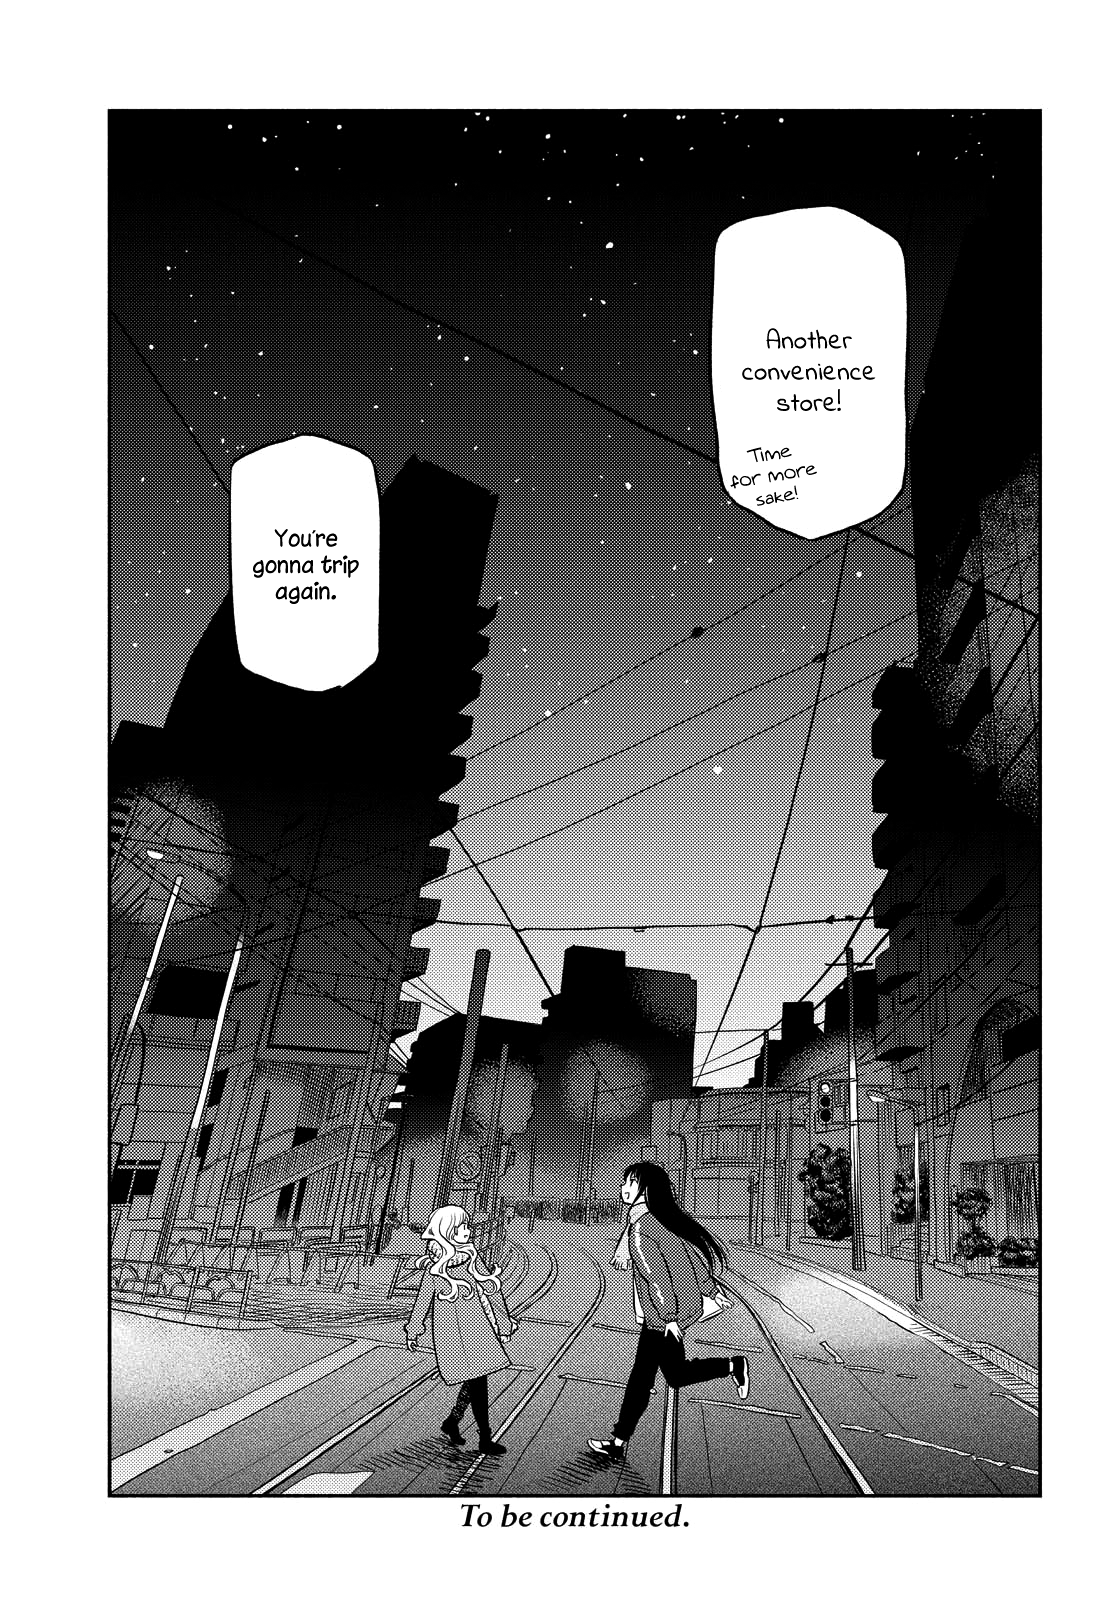 Another
convenience
store!
Time
for more
sake!
You're
gonna trip
again.
To be continued.